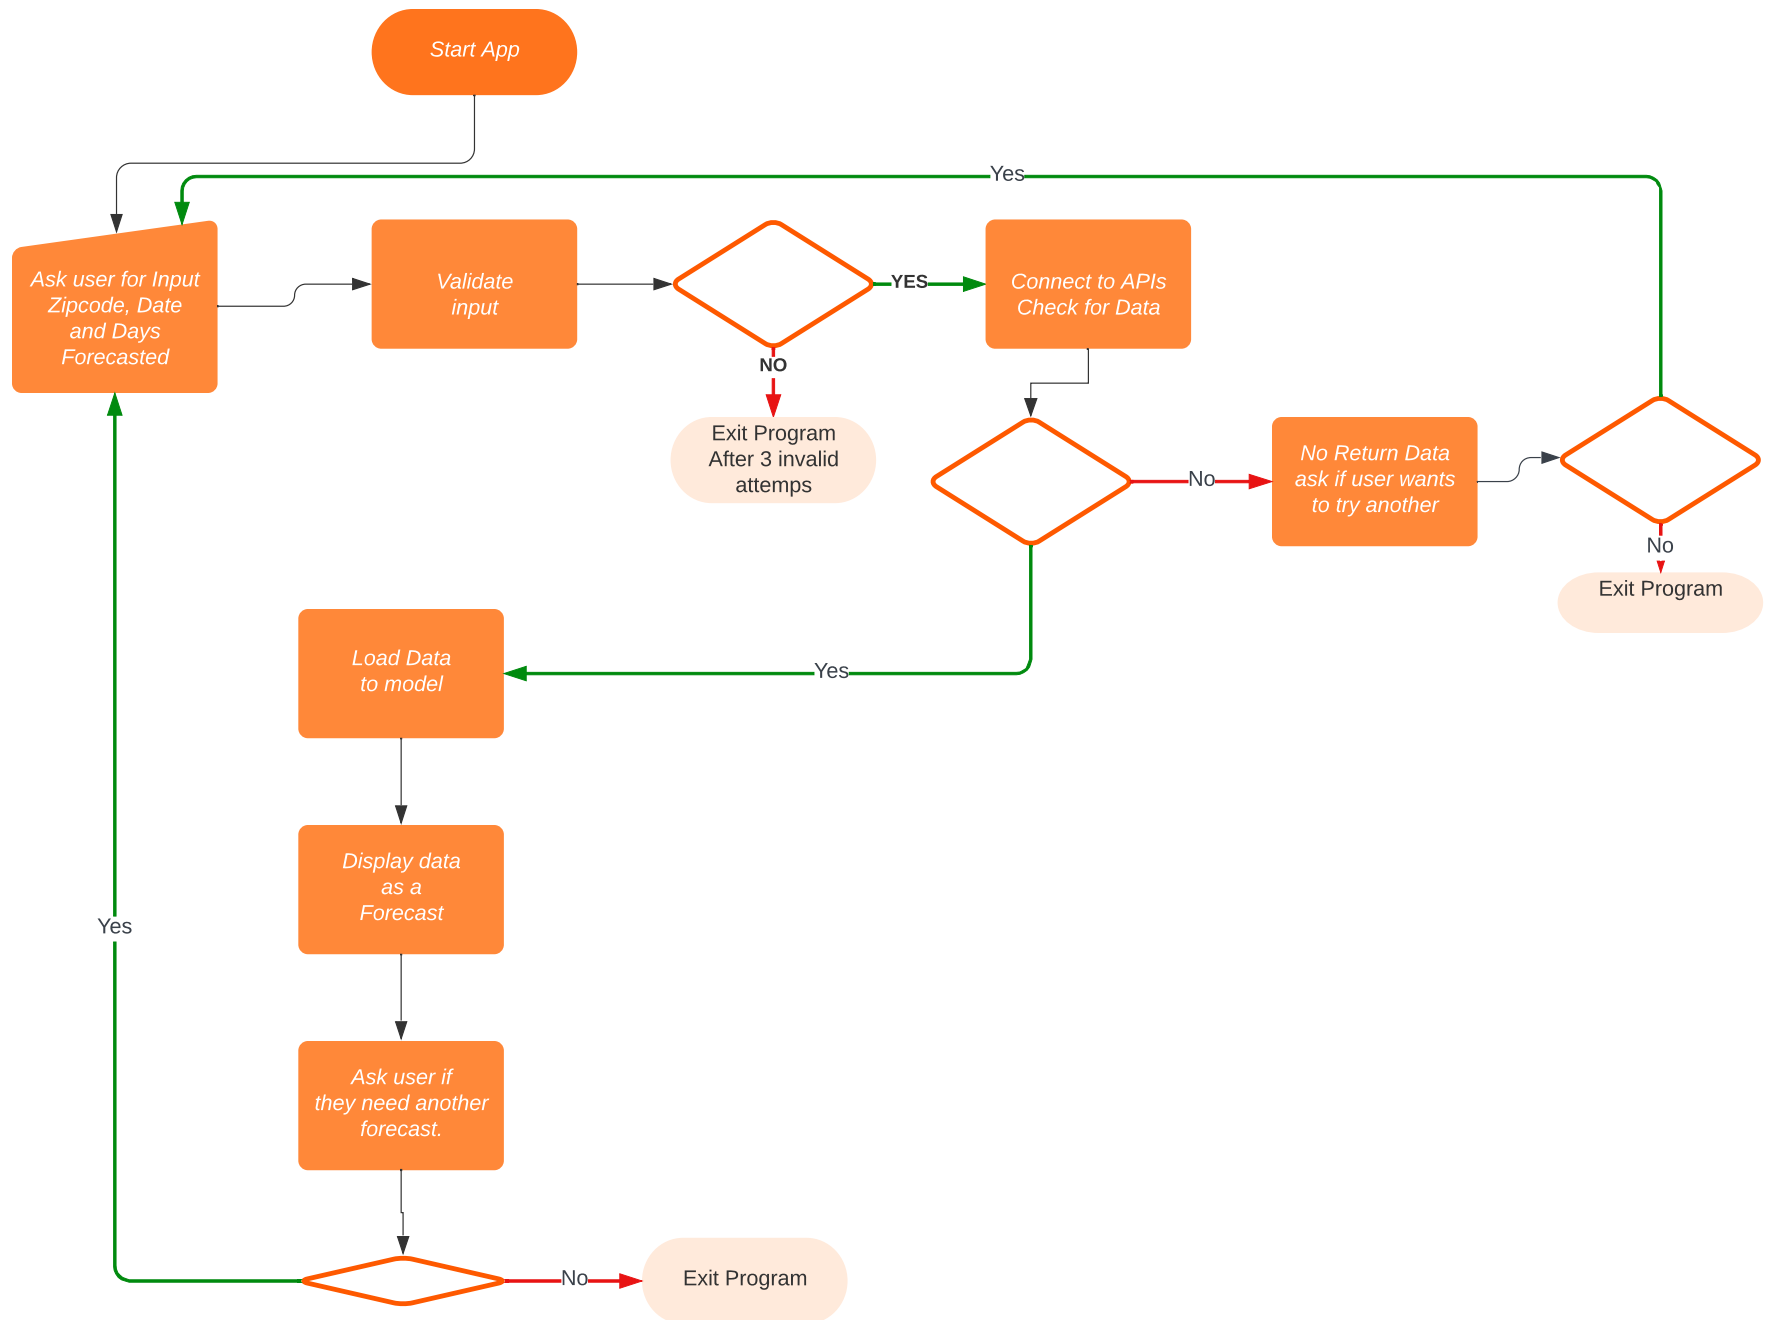 Start App
Yes
Ask user for Input
Zipcode, Date
and Days
Forecasted
Validate
input
YES
NO
Exit Program
After 3 invalid
attemps
Connect to APIs
Check for Data
No
No Return Data
ask if user wants
to try another
No
Exit Program
Yes
Load Data
to model
Display data
as a
Forecast
Yes
Ask user if
they need another
forecast.
No
Exit Program